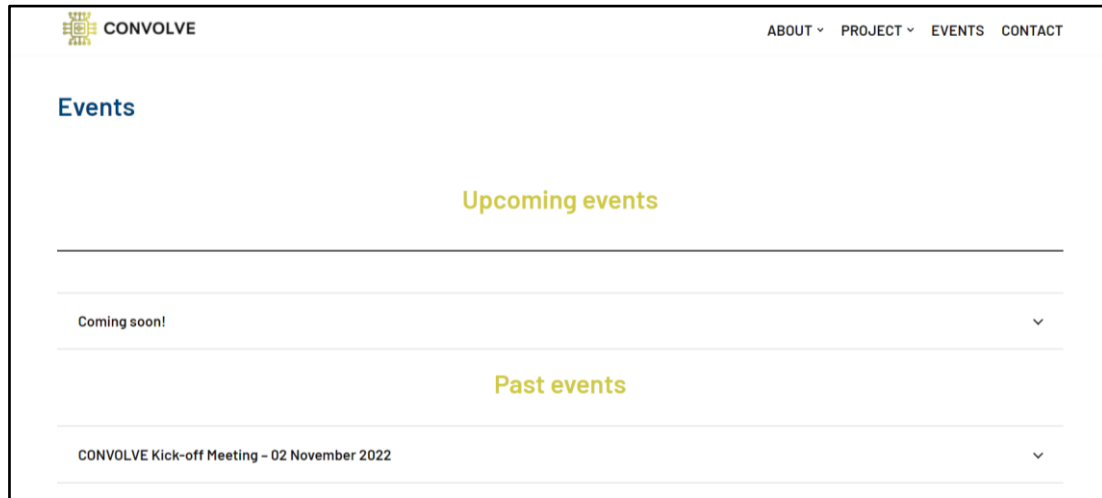 CONVOLVE
ABOUT PROJECT EVENTS CONTACT
Events
Upcoming events
Coming soon!
Past events
CONVOLVE Kick-off Meeting – 02 November 2022